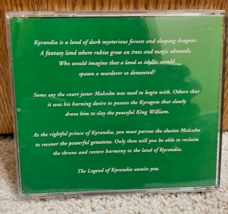 Kyrandia is a land of dark mysterious forests and sleeping dragons.
A fantasy land where rubies grow on trees and magic abounds.
Who would imagine that a land so idyllic would
spawn a murderer so demented?
Some say the court jester Malcolm was mad to begin with. Others that
it was his burning desire to possess the Kyragem that slowly
drove him to slay the peaceful King William.
As the rightful prince of Kyrandia, you must pursue the elusive Malcolm
to recover the powerful gemstone. Only then will you be able to reclaim
the throne and restore harmony to the land of Kyrandia.
The Legend of Kyrandia awaits you.